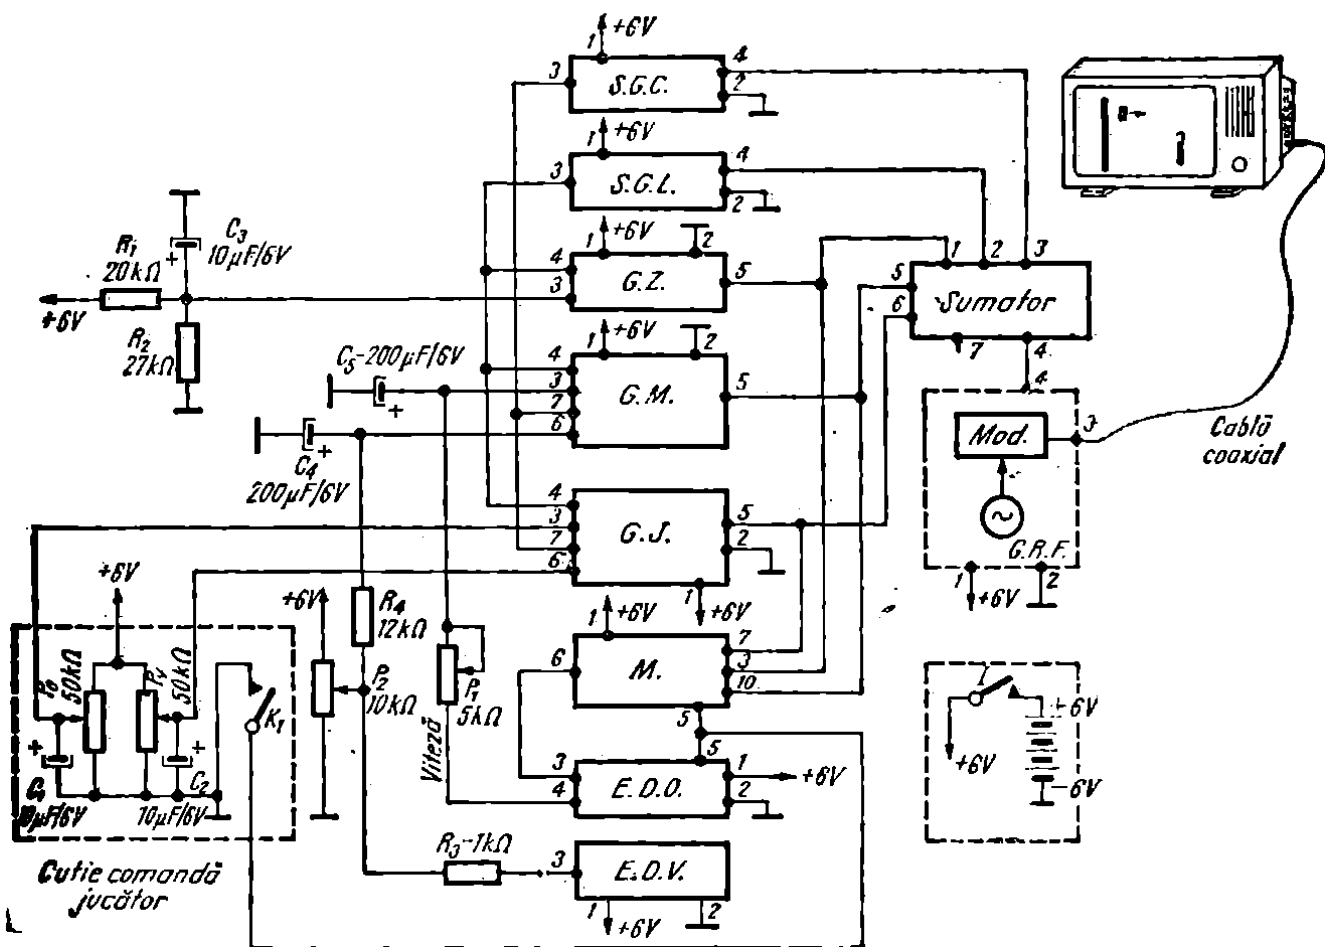 +6V
1
3
S.G.C.
4
2
+6V
1
3
S.G.L.
4
2
+6V
1
2
4
3
G.Z.
5
R1
20kΩ
C3
10μF/6V
+
+6V
R2
27kΩ
1
2
3
5
6
Sumator
7
4
+6V
1
2
C5-200μF/6V
+
4
3
7
6
G.M.
5
C4
200μF/6V
+
4
Mod.
3
G.R.F.
1
+6V
2
Cablă
coaxial
4
3
7
6
G.J.
5
2
1
+6V
+6V
+6V
R4
12kΩ
1
+6V
6
M.
7
3
10
5
50kΩ
Pv
50kΩ
K1
P2
10kΩ
P1
5kΩ
Viteză
+
+
C2
10μF/6V
5
3
4
E.D.O.
1
+6V
2
I
+6V
+6V
-6V
R3-1kΩ
3
E.D.V.
1
+6V
2
Cutie comandă
jucător